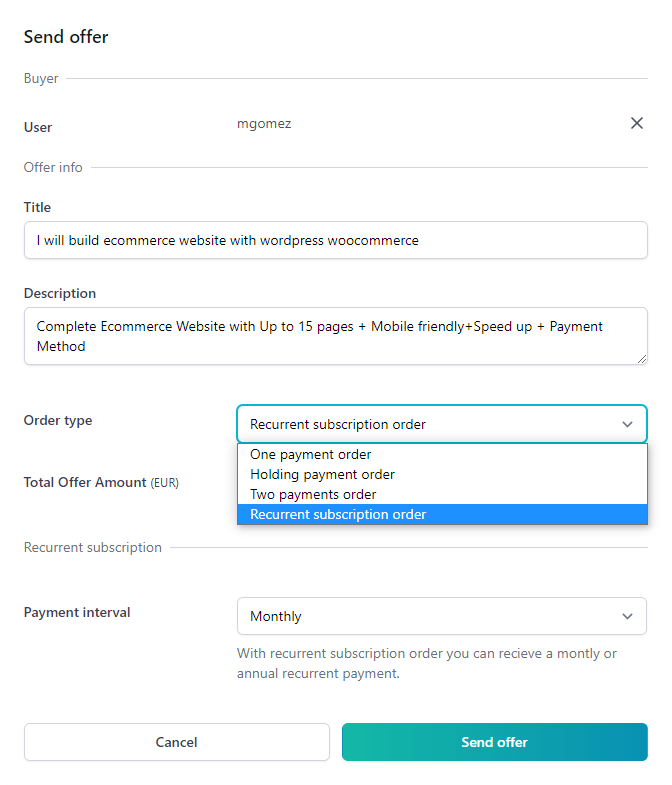 Send offer
Buyer
User
mgomez
Offer info
Title
I will build ecommerce website with wordpress woocommerce
Description
Complete Ecommerce Website with Up to 15 pages + Mobile friendly+Speed up + Payment
Method
Order type
Recurrent subscription order
One payment order
Holding payment order
Two payments order
Recurrent subscription order
Total Offer Amount (EUR)
Recurrent subscription
Payment interval
Monthly
With recurrent subscription order you can recieve a montly or
annual recurrent payment.
Cancel
Send offer